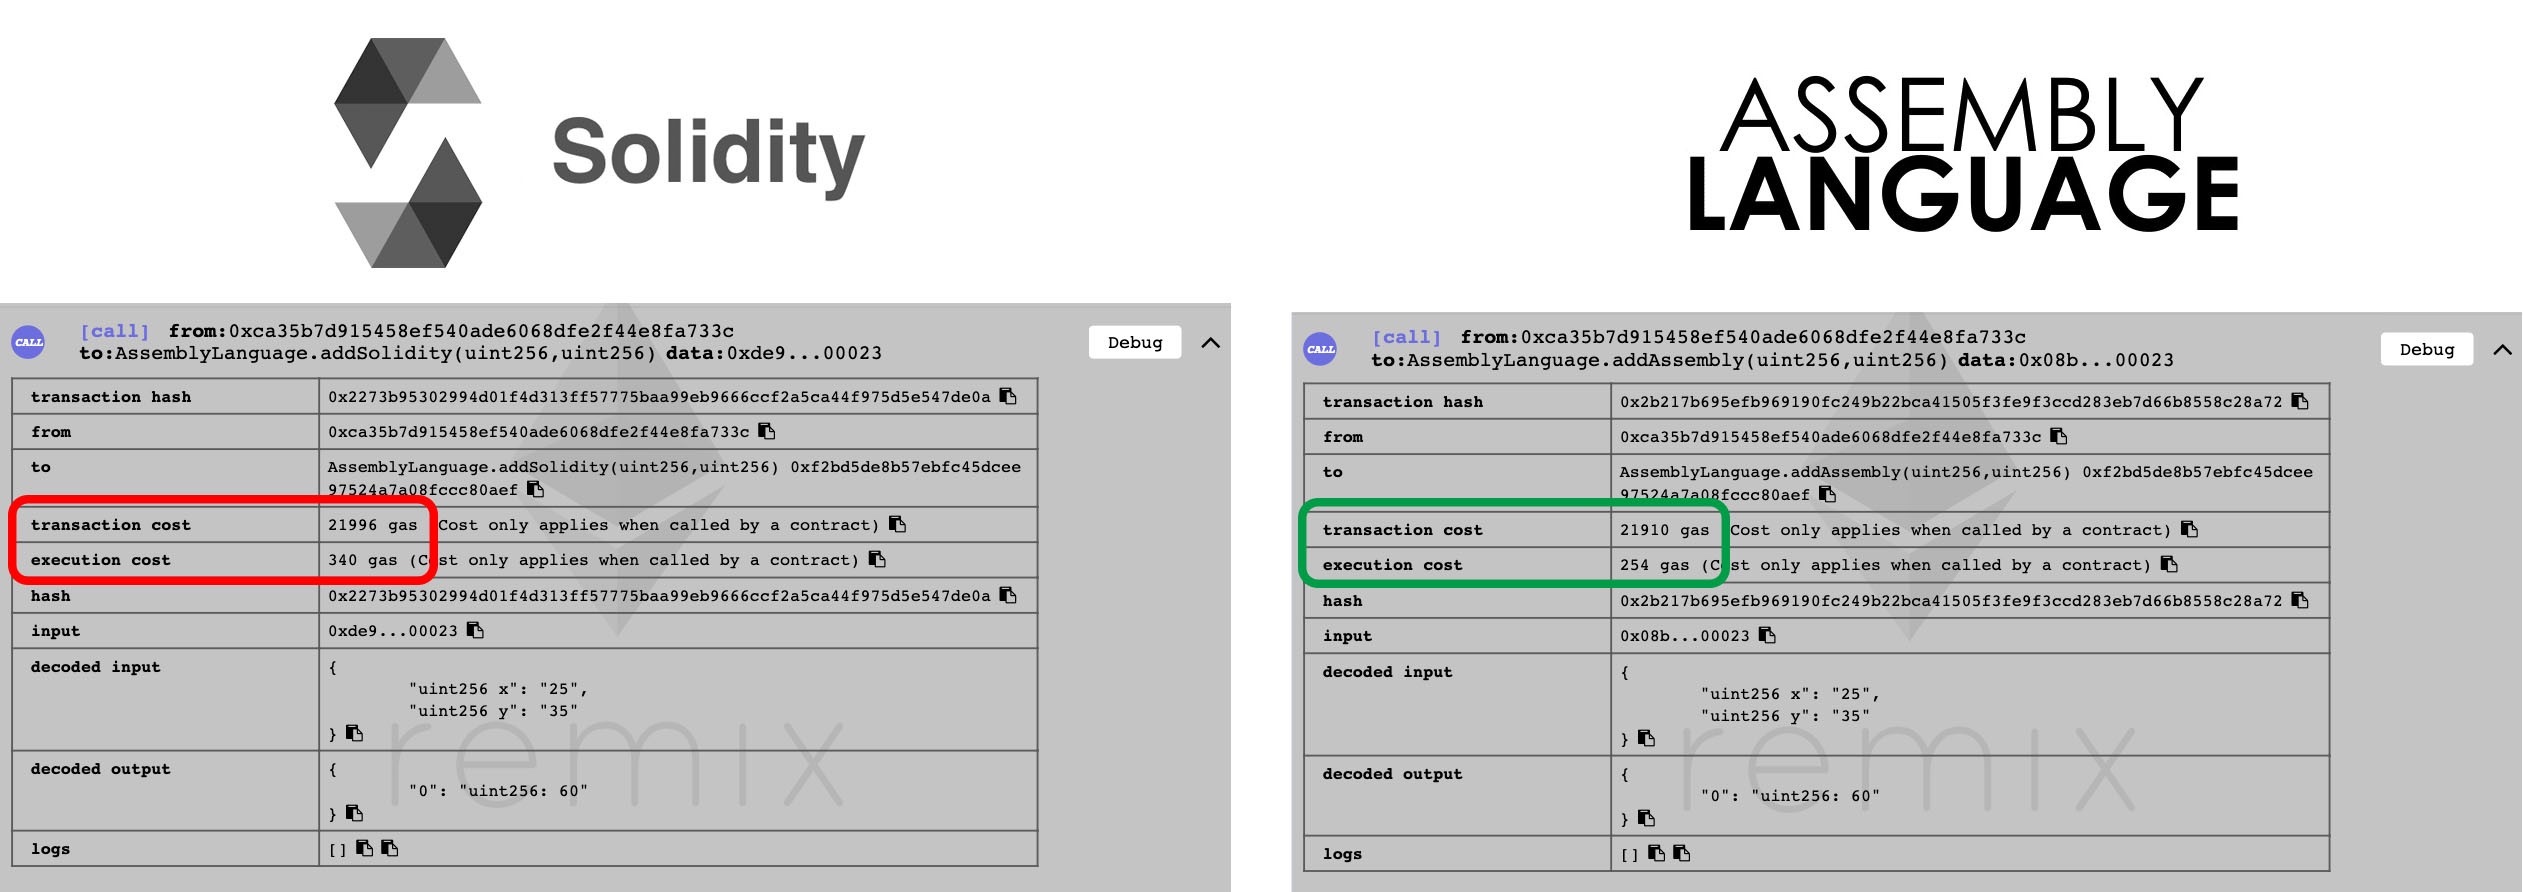 Solidity
CALL
[call] from:0xca35b7d915458ef540ade6068dfe2f44e8fa733c
to:AssemblyLanguage.addSolidity(uint256,uint256) data:0xde9...00023
Debug
transaction hash 0x2273b95302994d01f4d313ff57775baa99eb9666ccf2a5ca44f975d5e547de0a
from 0xca35b7d915458ef540ade6068dfe2f44e8fa733c
to AssemblyLanguage.addSolidity(uint256,uint256) 0xf2bd5de8b57ebfc45dcee
97524a7a08fccc80aef
transaction cost 21996 gas (Cost only applies when called by a contract)
execution cost 340 gas (Cost only applies when called by a contract)
hash 0x2273b95302994d01f4d313ff57775baa99eb9666ccf2a5ca44f975d5e547de0a
input 0xde9...00023
decoded input {
"uint256 x": "25",
"uint256 y": "35"
}
decoded output {
"0": "uint256: 60"
}
logs []
remix
ASSEMBLY
LANGUAGE
CALL
[call] from:0xca35b7d915458ef540ade6068dfe2f44e8fa733c
to:AssemblyLanguage.addAssembly(uint256,uint256) data:0x08b...00023
Debug
transaction hash 0x2b217b695efb969190fc249b22bca41505f3fe9f3ccd283eb7d66b8558c28a72
from 0xca35b7d915458ef540ade6068dfe2f44e8fa733c
to AssemblyLanguage.addAssembly(uint256,uint256) 0xf2bd5de8b57ebfc45dcee
97524a7a08fccc80aef
transaction cost 21910 gas (Cost only applies when called by a contract)
execution cost 254 gas (Cost only applies when called by a contract)
hash 0x2b217b695efb969190fc249b22bca41505f3fe9f3ccd283eb7d66b8558c28a72
input 0x08b...00023
decoded input {
"uint256 x": "25",
"uint256 y": "35"
}
decoded output {
"0": "uint256: 60"
}
logs []
remix